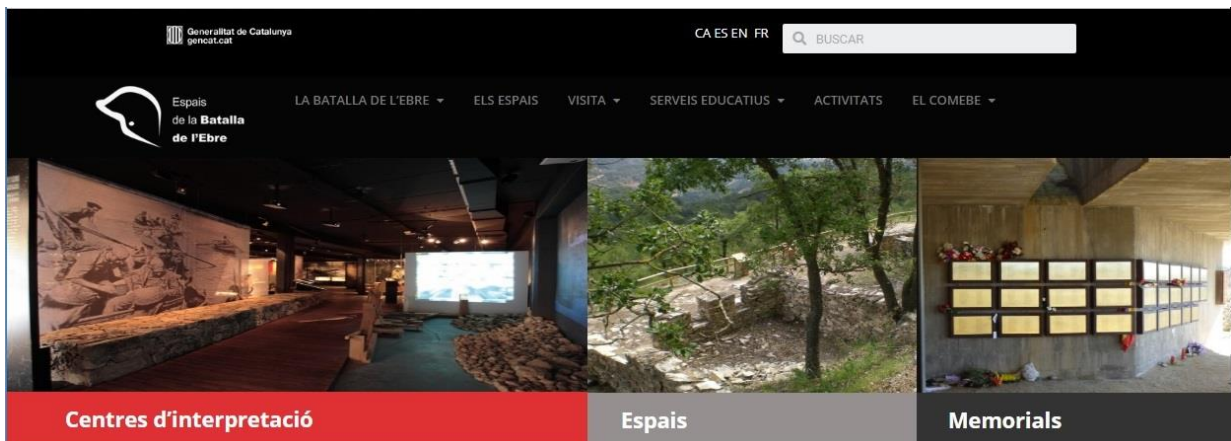 Generalitat de Catalunya
gencat.cat
CA ES EN FR
BUSCAR
Espais
de la Batalla
de l'Ebre
LA BATALLA DE L'EBRE ELS ESPAIS VISITA SERVEIS EDUCATIUS ACTIVITATS EL COMEBE
Centres d'interpretació
Espais
Memorials